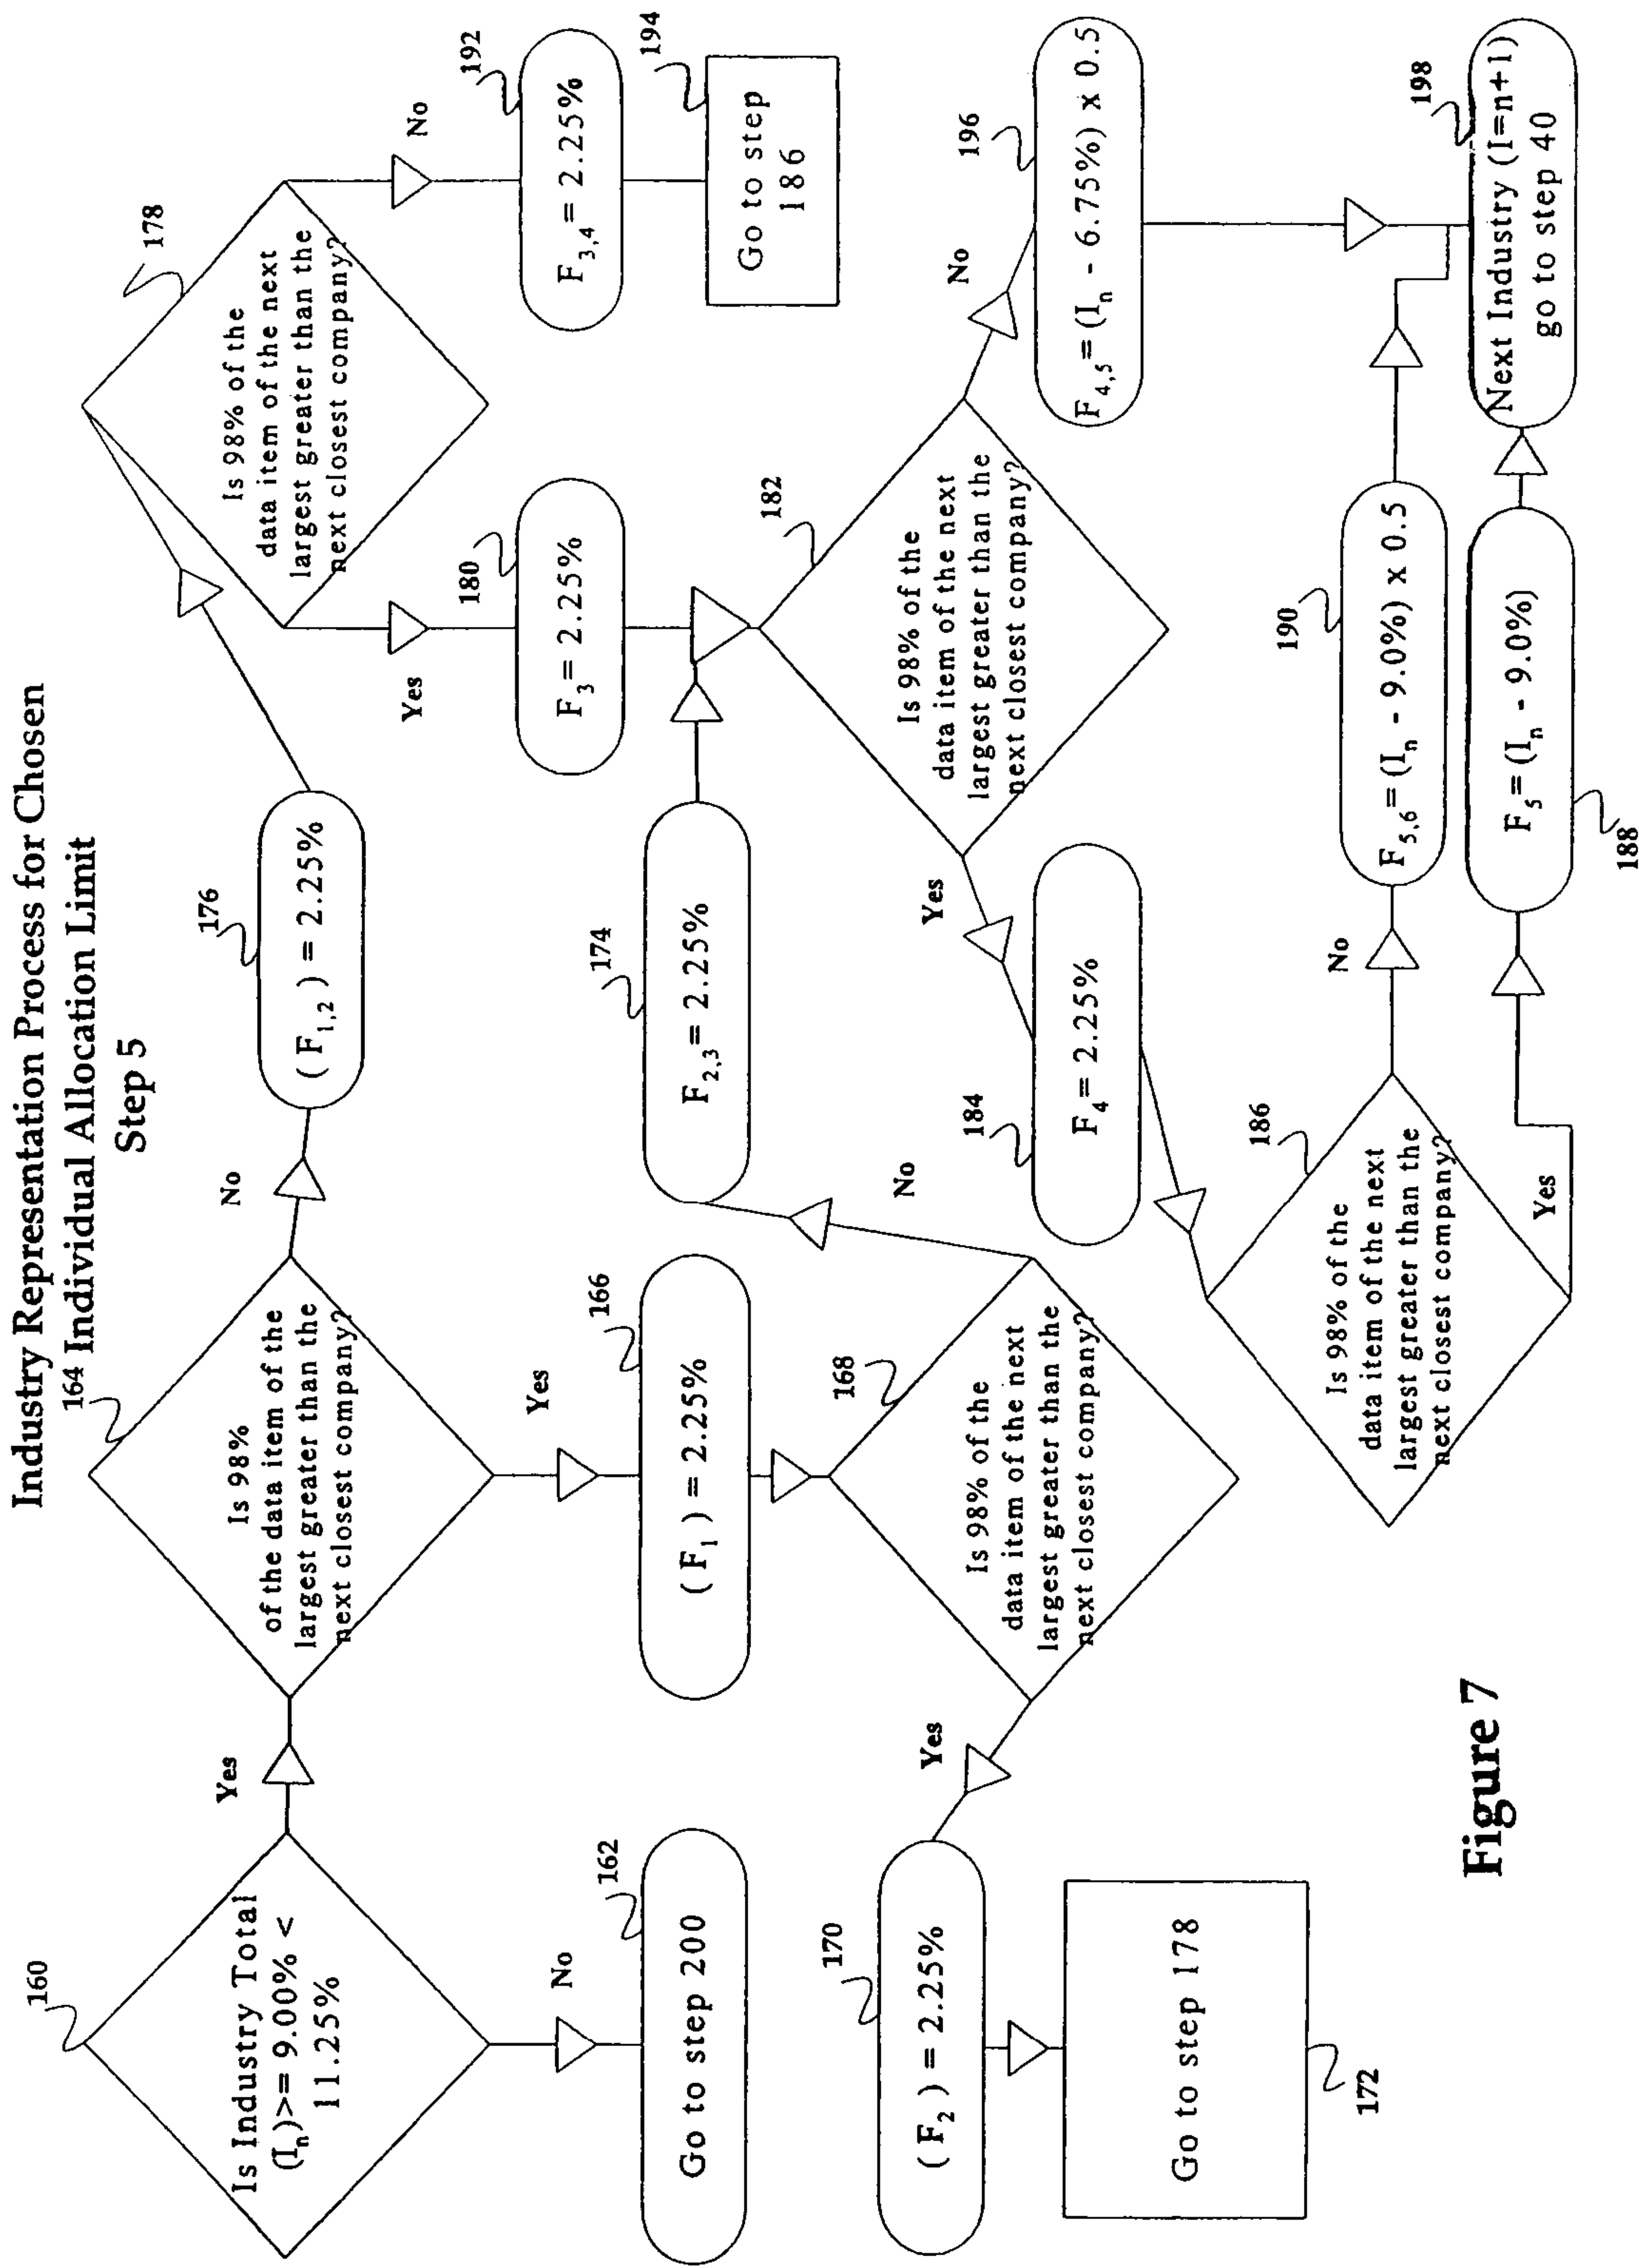 Industry Representation Process for Chosen
Individual Allocation Limit
Step 5
160
Is Industry Total
(In)>= 9.00% <
11.25%
Yes
No
162
Go to step 200
164
Is 98%
of the data item of the
largest greater than the
next closest company?
No
Yes
166
( F1 ) = 2.25%
168
Is 98% of the
data item of the next
largest greater than the
next closest company?
Yes
No
170
( F2 ) = 2.25%
Go to step 178
172
174
F2,3 = 2.25%
176
( F1,2 ) = 2.25%
178
Is 98% of the
data item of the next
largest greater than the
next closest company?
Yes
No
180
F3 = 2.25%
192
F3,4 = 2.25%
194
Go to step
186
182
Is 98% of the
data item of the next
largest greater than the
next closest company?
Yes
No
184
F4 = 2.25%
196
F4,5 = (In - 6.75%) x 0.5
186
Is 98% of the
data item of the next
largest greater than the
next closest company?
No
Yes
190
F5,6 = (In - 9.0%) x 0.5
F5 = (In - 9.0%)
188
198
Next Industry (I=n+1)
go to step 40
Figure 7